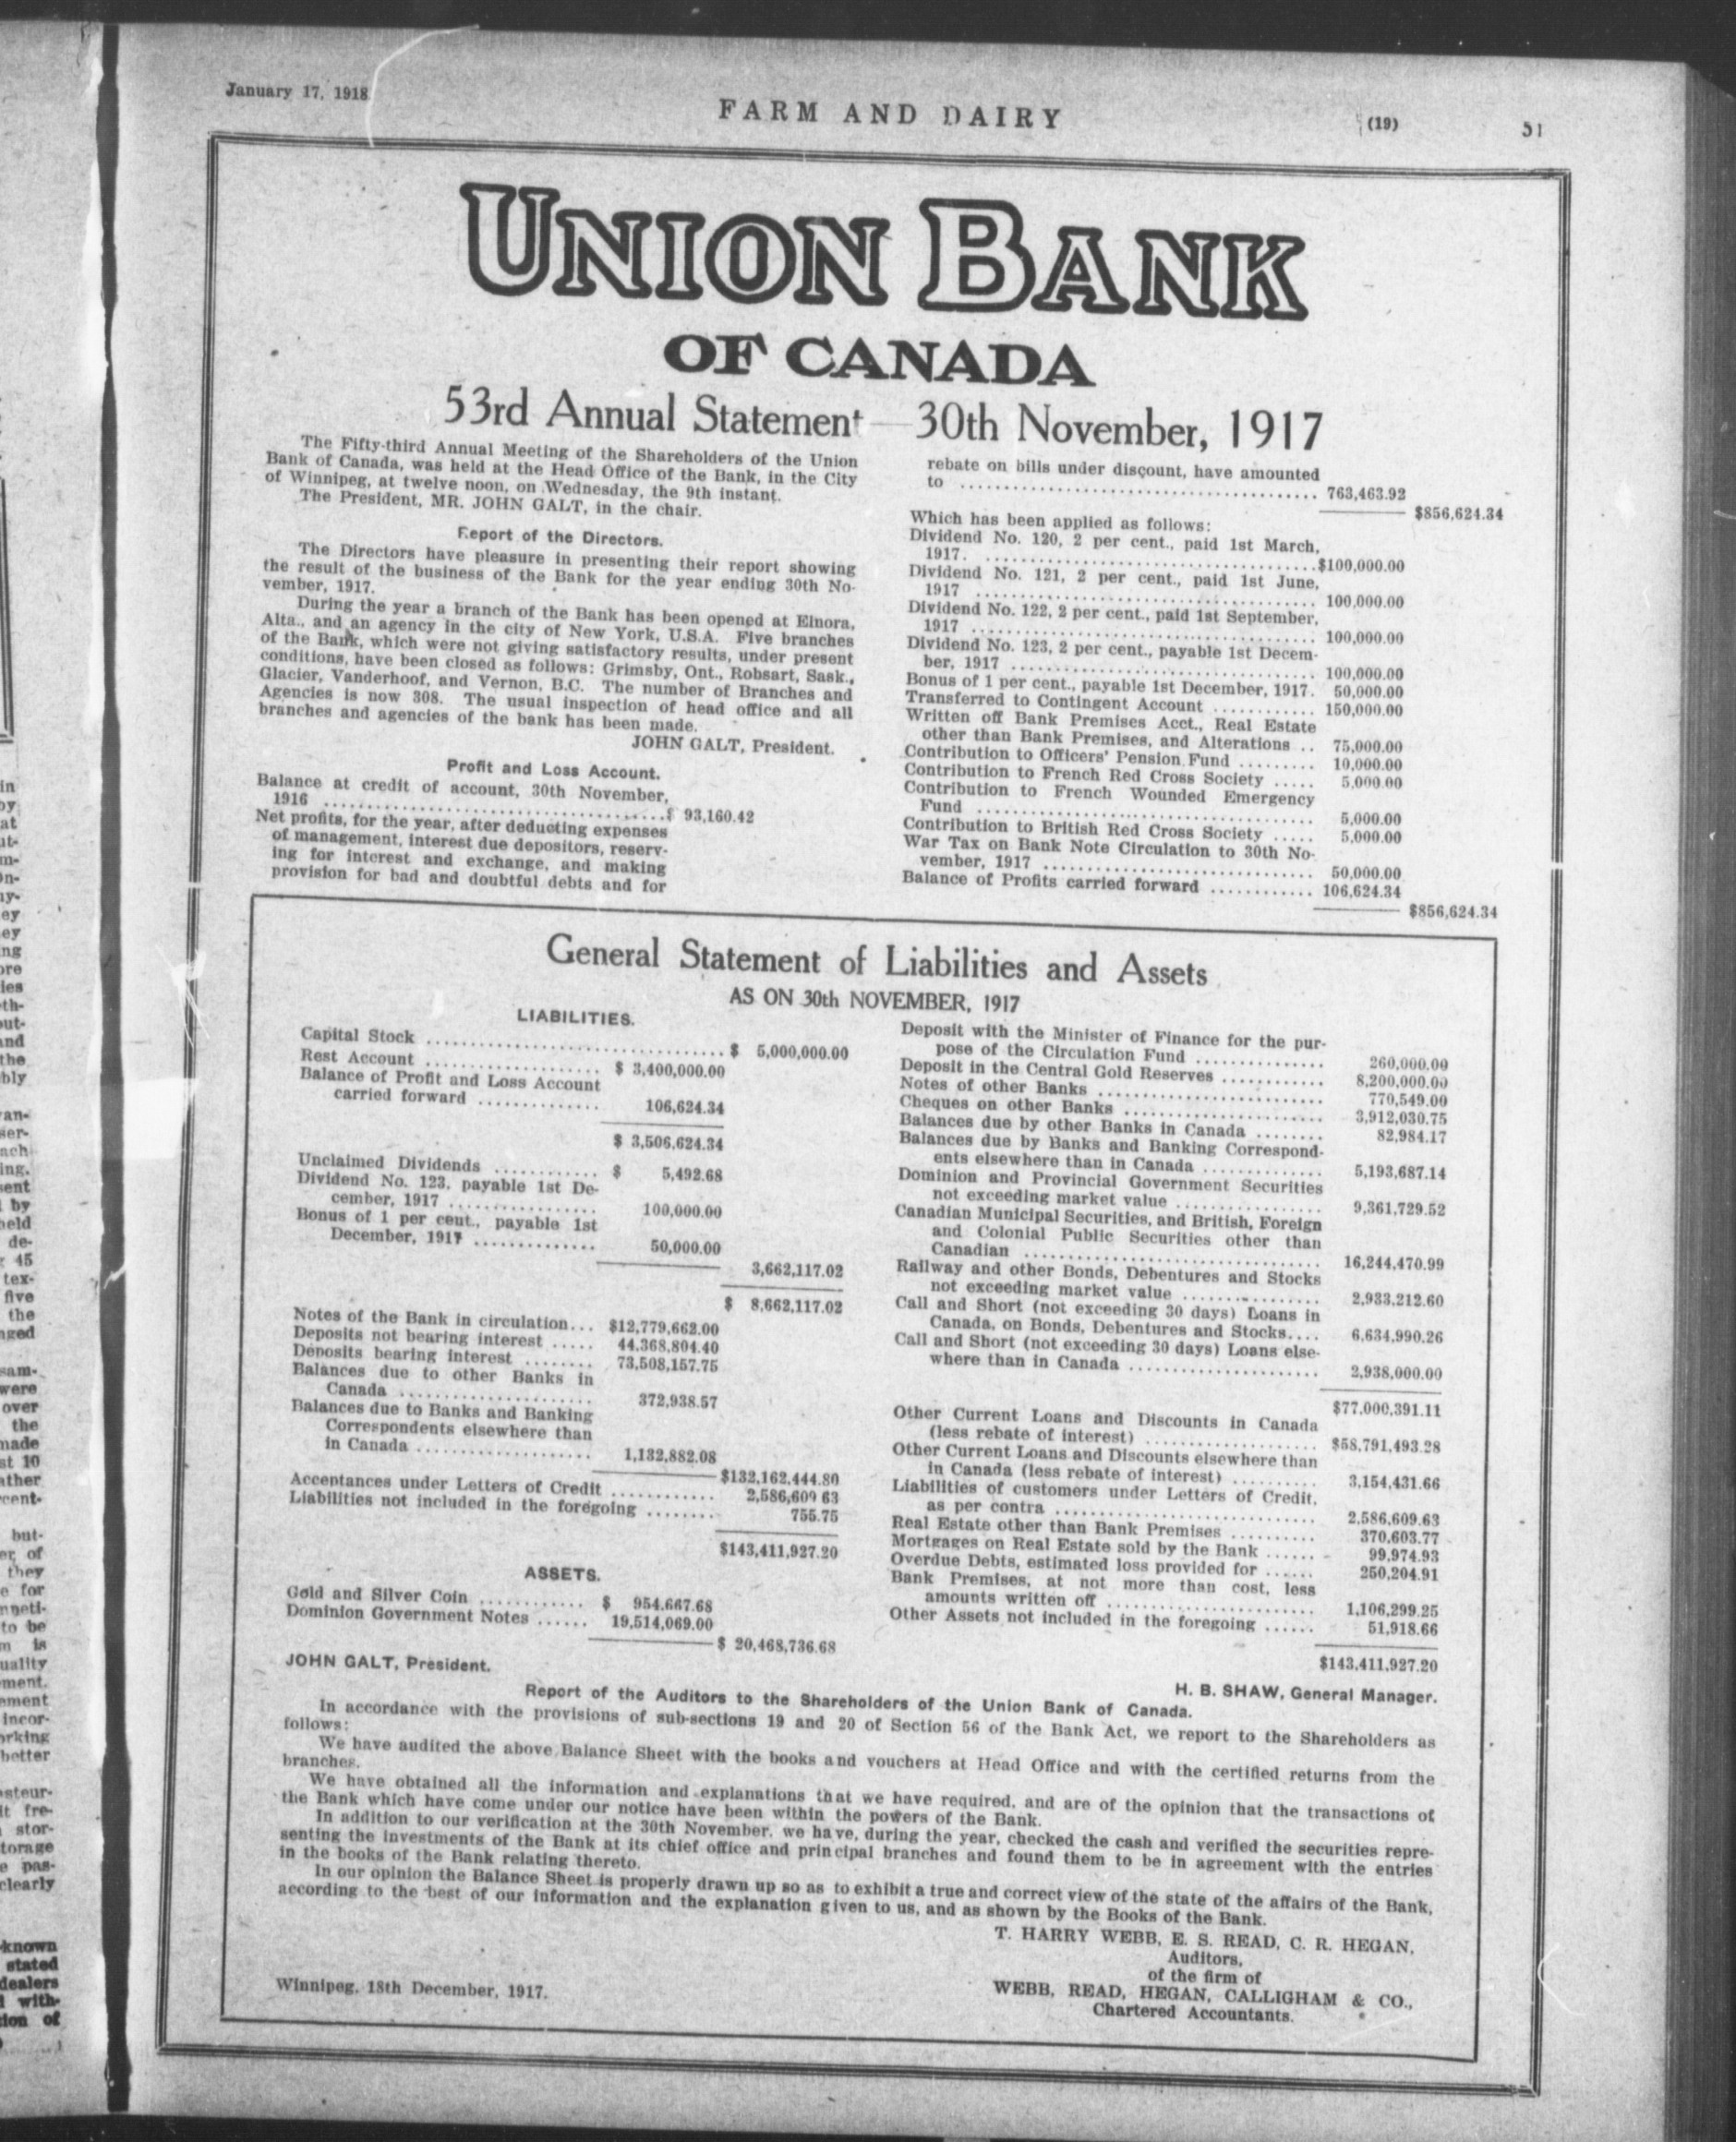 January 17, 1918
FARM AND DAIRY
(19)
51
UNION BANK
OF CANADA
53rd Annual Statement—30th November, 1917
The Fifty-third Annual Meeting of the Shareholders of the Union
Bank of Canada, was held at the Head Office of the Bank, in the City
of Winnipeg, at twelve noon, on Wednesday, the 9th instant.
The President, MR. JOHN GALT, in the chair.
Report of the Directors.
The Directors have pleasure in presenting their report showing
the result of the business of the Bank for the year ending 30th No-
vember, 1917.
During the year a branch of the Bank has been opened at Elnora,
Alta., and an agency in the city of New York, U.S.A. Five branches
of the Bank, which were not giving satisfactory results, under present
conditions, have been closed as follows: Grimsby, Ont., Robsart, Sask.,
Glacier, Vanderhoof, and Vernon, B.C. The number of Branches and
Agencies is now 308. The usual inspection of head office and all
branches and agencies of the bank has been made.
JOHN GALT, President.
Profit and Loss Account.
Balance at credit of account, 30th November,
1916 ........................................$ 93,160.42
Net profits, for the year, after deducting expenses
of management, interest due depositors, reserv-
ing for interest and exchange, and making
provision for bad and doubtful debts and for
rebate on bills under discount, have amounted
to ........................................ 763,463.92
$856,624.34
Which has been applied as follows:
Dividend No. 120, 2 per cent., paid 1st March,
1917. ........................................$100,000.00
Dividend No. 121, 2 per cent., paid 1st June,
1917 ........................................ 100,000.00
Dividend No. 122, 2 per cent., paid 1st September,
1917 ........................................ 100,000.00
Dividend No. 123, 2 per cent., payable 1st Decem-
ber, 1917 .................................... 100,000.00
Bonus of 1 per cent., payable 1st December, 1917. 50,000.00
Transferred to Contingent Account ............ 150,000.00
Written off Bank Premises Acct., Real Estate
other than Bank Premises, and Alterations .. 75,000.00
Contribution to Officers' Pension Fund ......... 10,000.00
Contribution to French Red Cross Society ..... 5,000.00
Contribution to French Wounded Emergency
Fund ........................................ 5,000.00
Contribution to British Red Cross Society ..... 5,000.00
War Tax on Bank Note Circulation to 30th No-
vember, 1917 ................................ 50,000.00
Balance of Profits carried forward ............ 106,624.34
$856,624.34
General Statement of Liabilities and Assets
AS ON 30th NOVEMBER, 1917
LIABILITIES.
Capital Stock ................................... $ 5,000,000.00
Rest Account .................... $ 3,400,000.00
Balance of Profit and Loss Account
carried forward .............. 106,624.34
$ 3,506,624.34
Unclaimed Dividends ............ $ 5,492.68
Dividend No. 123, payable 1st De-
cember, 1917 ................. 100,000.00
Bonus of 1 per cent., payable 1st
December, 1917 .............. 50,000.00
3,662,117.02
$ 8,662,117.02
Notes of the Bank in circulation... $12,779,662.00
Deposits not bearing interest ..... 44,368,804.40
Deposits bearing interest ........ 73,508,157.75
Balances due to other Banks in
Canada ...................... 372,938.57
Balances due to Banks and Banking
Correspondents elsewhere than
in Canada .................... 1,132,882.08
$132,162,444.80
Acceptances under Letters of Credit ............ 2,586,609 63
Liabilities not included in the foregoing ........ 755.75
$143,411,927.20
ASSETS.
Gold and Silver Coin ............ $ 954,667.68
Dominion Government Notes ...... 19,514,069.00
$ 20,468,736.68
Deposit with the Minister of Finance for the pur-
pose of the Circulation Fund ............. 260,000.00
Deposit in the Central Gold Reserves ............ 8,200,000.00
Notes of other Banks .......................... 770,549.00
Cheques on other Banks ....................... 3,912,030.75
Balances due by other Banks in Canada ........ 82,984.17
Balances due by Banks and Banking Correspond-
ents elsewhere than in Canada .............. 5,193,687.14
Dominion and Provincial Government Securities
not exceeding market value ................. 9,361,729.52
Canadian Municipal Securities, and British, Foreign
and Colonial Public Securities other than
Canadian .................................. 16,244,470.99
Railway and other Bonds, Debentures and Stocks
not exceeding market value ................ 2,933,212.60
Call and Short (not exceeding 30 days) Loans in
Canada, on Bonds, Debentures and Stocks.... 6,634,990.26
Call and Short (not exceeding 30 days) Loans else-
where than in Canada ...................... 2,938,000.00
$77,000,391.11
Other Current Loans and Discounts in Canada
(less rebate of interest) .................... $58,791,493.28
Other Current Loans and Discounts elsewhere than
in Canada (less rebate of interest) .......... 3,154,431.66
Liabilities of customers under Letters of Credit,
as per contra .............................. 2,586,609.63
Real Estate other than Bank Premises .......... 370,603.77
Mortgages on Real Estate sold by the Bank ...... 99,974.93
Overdue Debts, estimated loss provided for ...... 250,204.91
Bank Premises, at not more than cost, less
amounts written off ........................ 1,106,299.25
Other Assets not included in the foregoing ...... 51,918.66
$143,411,927.20
JOHN GALT, President.
H. B. SHAW, General Manager.
Report of the Auditors to the Shareholders of the Union Bank of Canada.
In accordance with the provisions of sub-sections 19 and 20 of Section 56 of the Bank Act, we report to the Shareholders as
follows:
We have audited the above Balance Sheet with the books and vouchers at Head Office and with the certified returns from the
branches.
We have obtained all the information and explanations that we have required, and are of the opinion that the transactions of
the Bank which have come under our notice have been within the powers of the Bank.
In addition to our verification at the 30th November, we have, during the year, checked the cash and verified the securities repre-
senting the investments of the Bank at its chief office and principal branches and found them to be in agreement with the entries
in the books of the Bank relating thereto.
In our opinion the Balance Sheet is properly drawn up so as to exhibit a true and correct view of the state of the affairs of the Bank,
according to the best of our information and the explanation given to us, and as shown by the Books of the Bank.
T. HARRY WEBB, E. S. READ, C. R. HEGAN,
Auditors,
of the firm of
WEBB, READ, HEGAN, CALLIGHAM & CO.,
Chartered Accountants.
Winnipeg, 18th December, 1917.